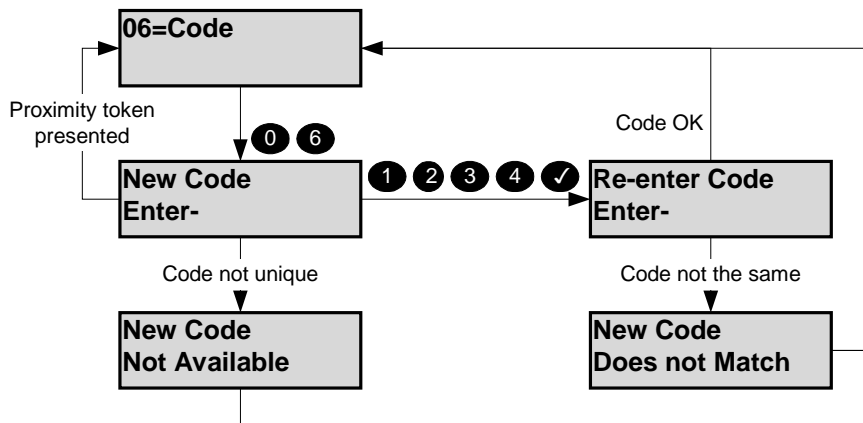 06=Code
Proximity token
presented
Code OK
0 6
New Code
Enter-
1 2 3 4 ✓
Re-enter Code
Enter-
Code not unique
Code not the same
New Code
Not Available
New Code
Does not Match